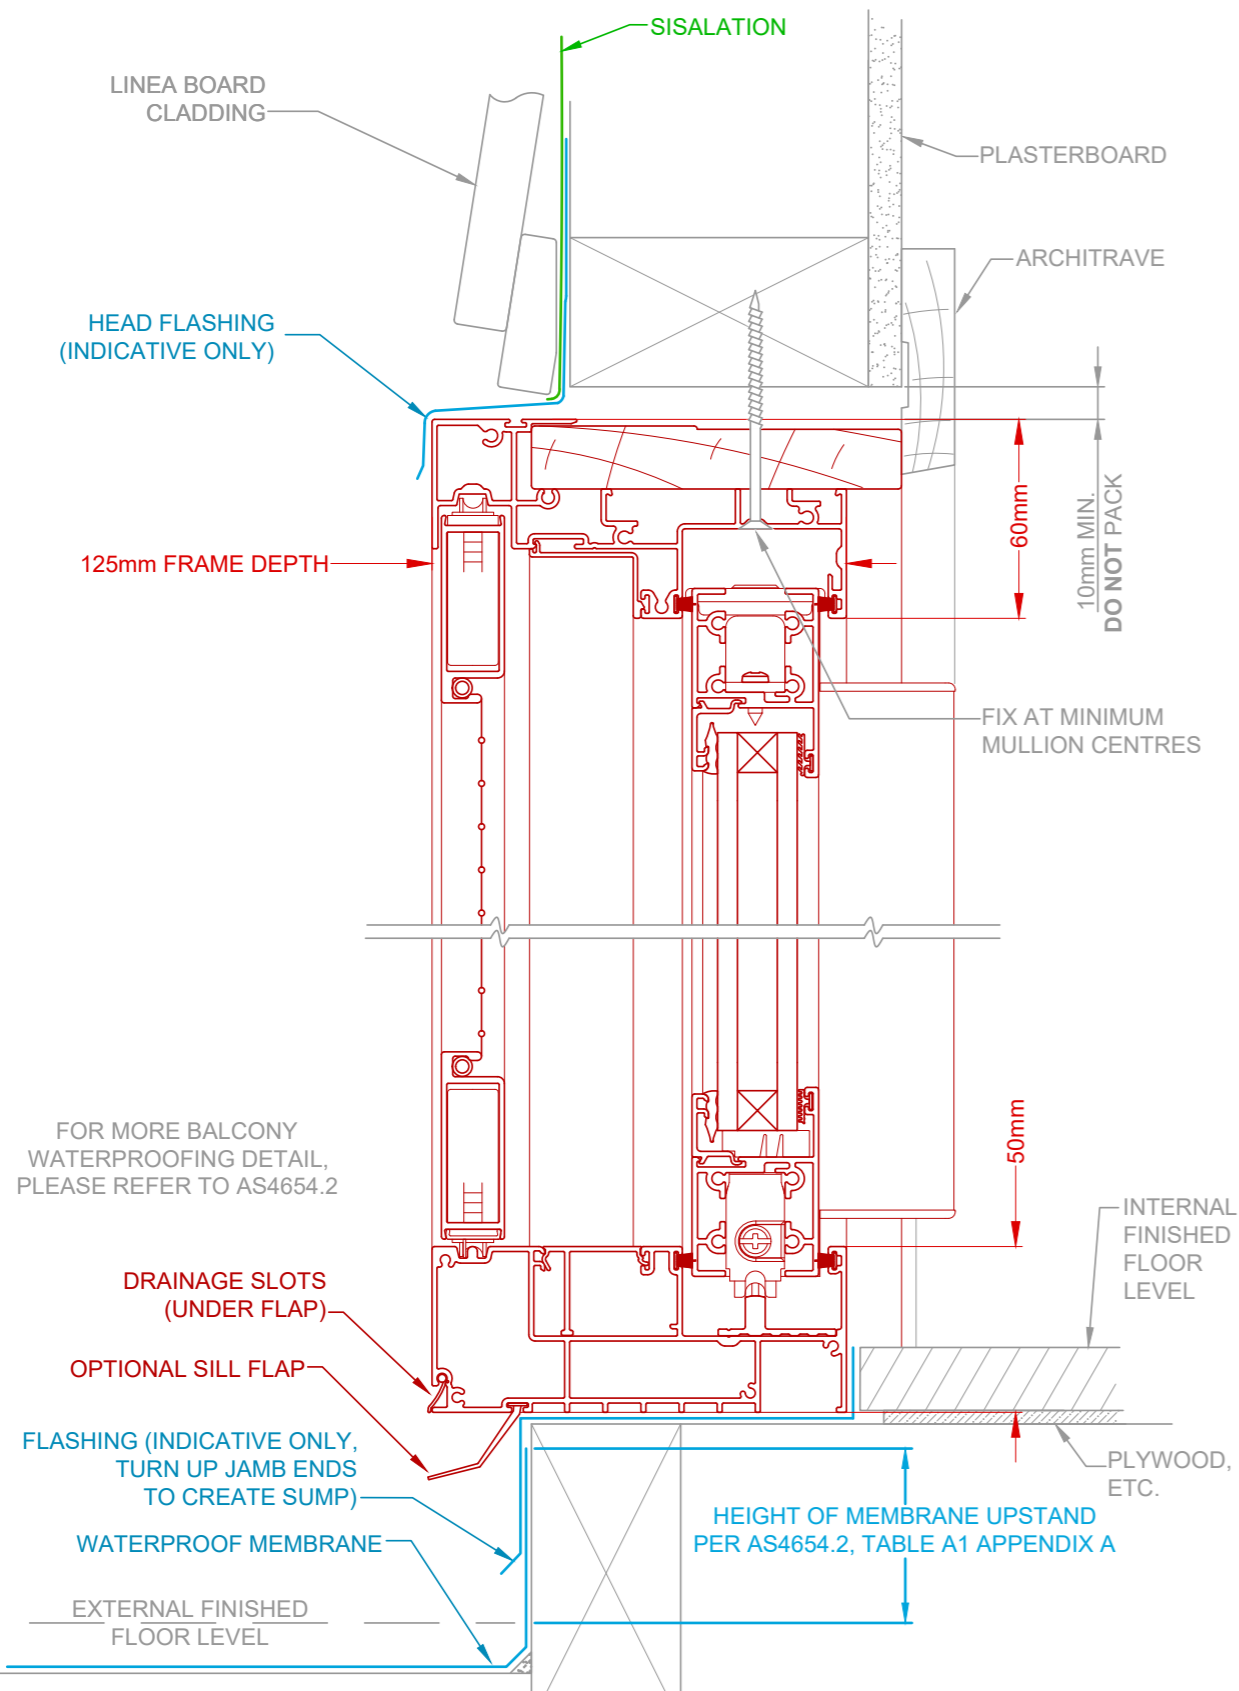 SISALATION
LINEA BOARD
CLADDING
PLASTERBOARD
ARCHITRAVE
HEAD FLASHING
(INDICATIVE ONLY)
60mm
10mm MIN.
DO NOT PACK
125mm FRAME DEPTH
FIX AT MINIMUM
MULLION CENTRES
FOR MORE BALCONY
WATERPROOFING DETAIL,
PLEASE REFER TO AS4654.2
50mm
INTERNAL
FINISHED
FLOOR
LEVEL
DRAINAGE SLOTS
(UNDER FLAP)
OPTIONAL SILL FLAP
FLASHING (INDICATIVE ONLY,
TURN UP JAMB ENDS
TO CREATE SUMP)
PLYWOOD,
ETC.
HEIGHT OF MEMBRANE UPSTAND
PER AS4654.2, TABLE A1 APPENDIX A
WATERPROOF MEMBRANE
EXTERNAL FINISHED
FLOOR LEVEL